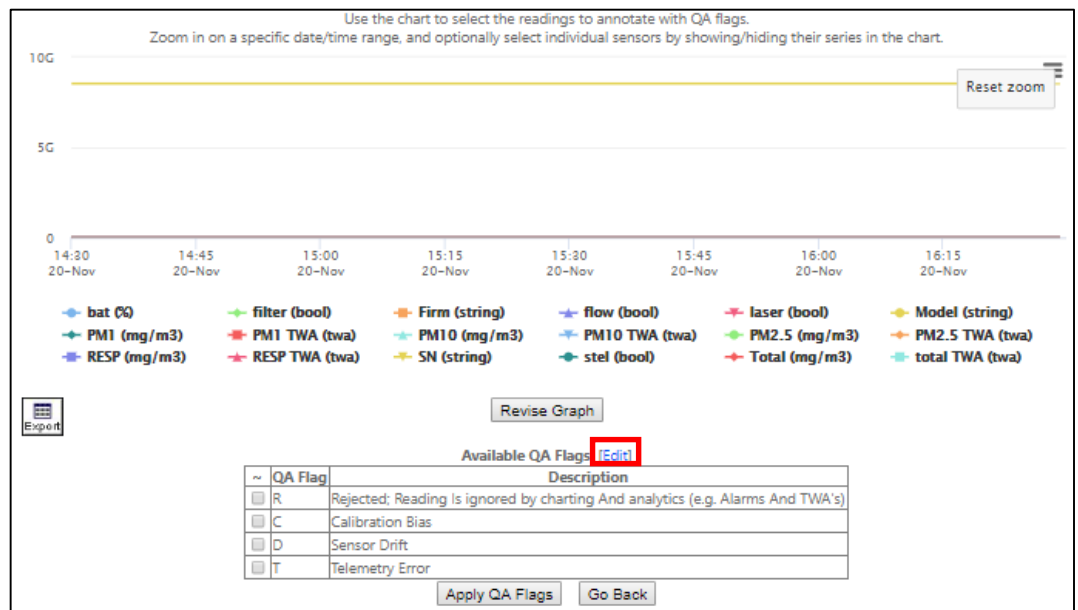 Use the chart to select the readings to annotate with QA flags.
Zoom in on a specific date/time range, and optionally select individual sensors by showing/hiding their series in the chart.
10G
Reset zoom
5G
0
14:30 14:45 15:00 15:15 15:30 15:45 16:00 16:15
20-Nov 20-Nov 20-Nov 20-Nov 20-Nov 20-Nov 20-Nov 20-Nov
bat (%) filter (bool) Firm (string) flow (bool) laser (bool) Model (string)
PM1 (mg/m3) PM1 TWA (twa) PM10 (mg/m3) PM10 TWA (twa) PM2.5 (mg/m3) PM2.5 TWA (twa)
RESP (mg/m3) RESP TWA (twa) SN (string) stel (bool) Total (mg/m3) total TWA (twa)
Revise Graph
Export
Available QA Flags [Edit]
~ QA Flag Description
R Rejected; Reading Is ignored by charting And analytics (e.g. Alarms And TWA's)
C Calibration Bias
D Sensor Drift
T Telemetry Error
Apply QA Flags Go Back